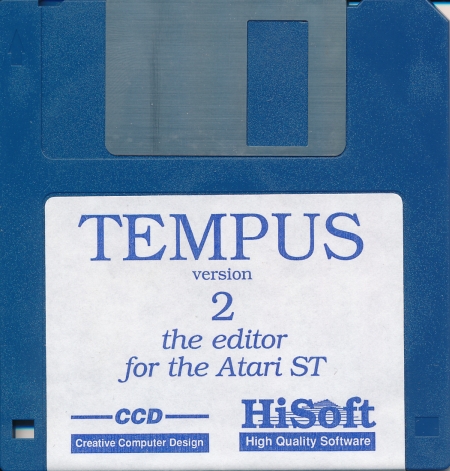 TEMPUS
version
2
the editor
for the Atari ST
CCD
Creative Computer Design
HiSoft
High Quality Software